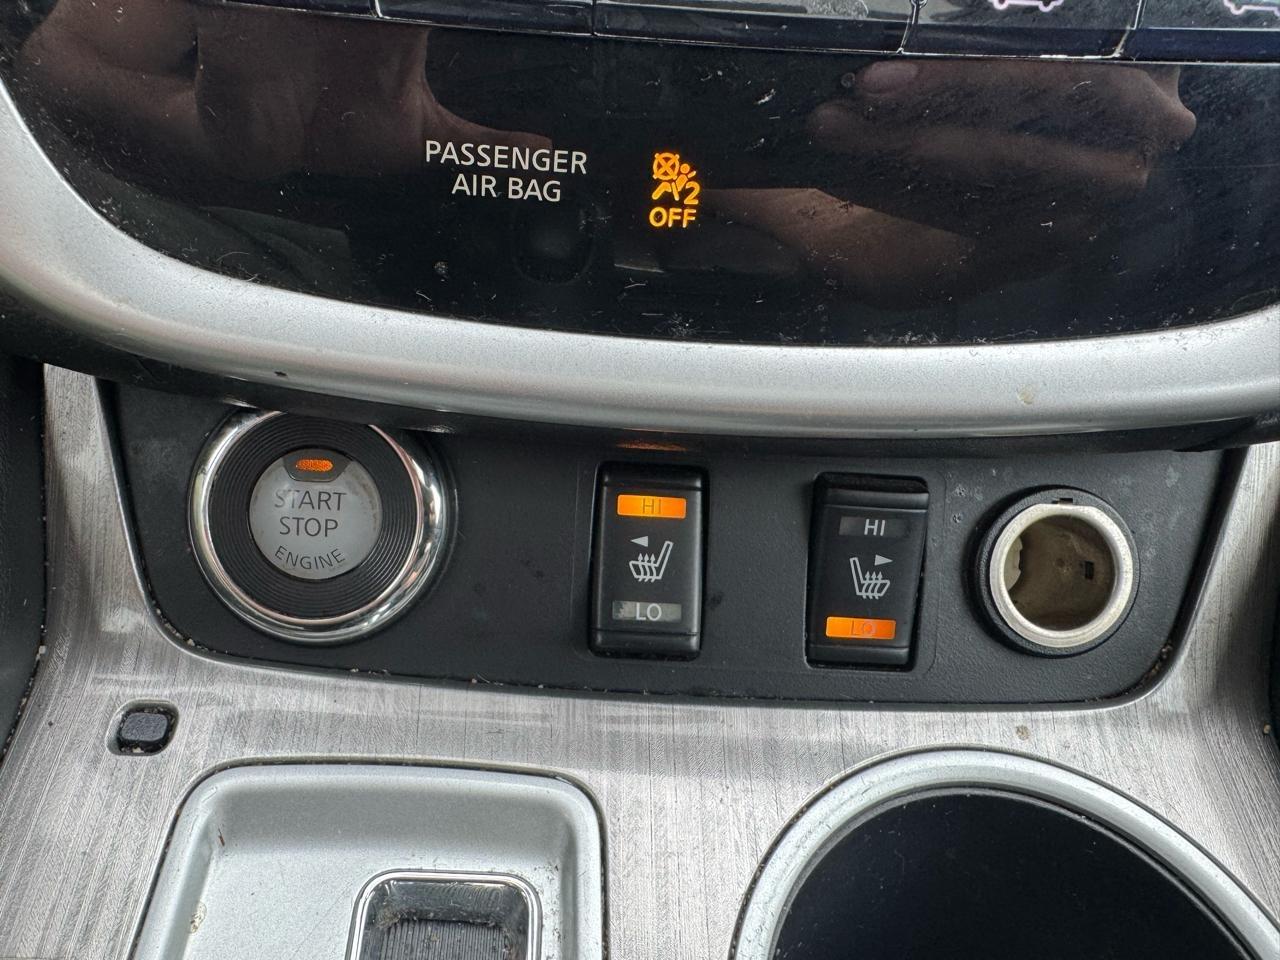 PASSENGER
AIR BAG
2
OFF
START
STOP
ENGINE
HI
LO
HI
LO